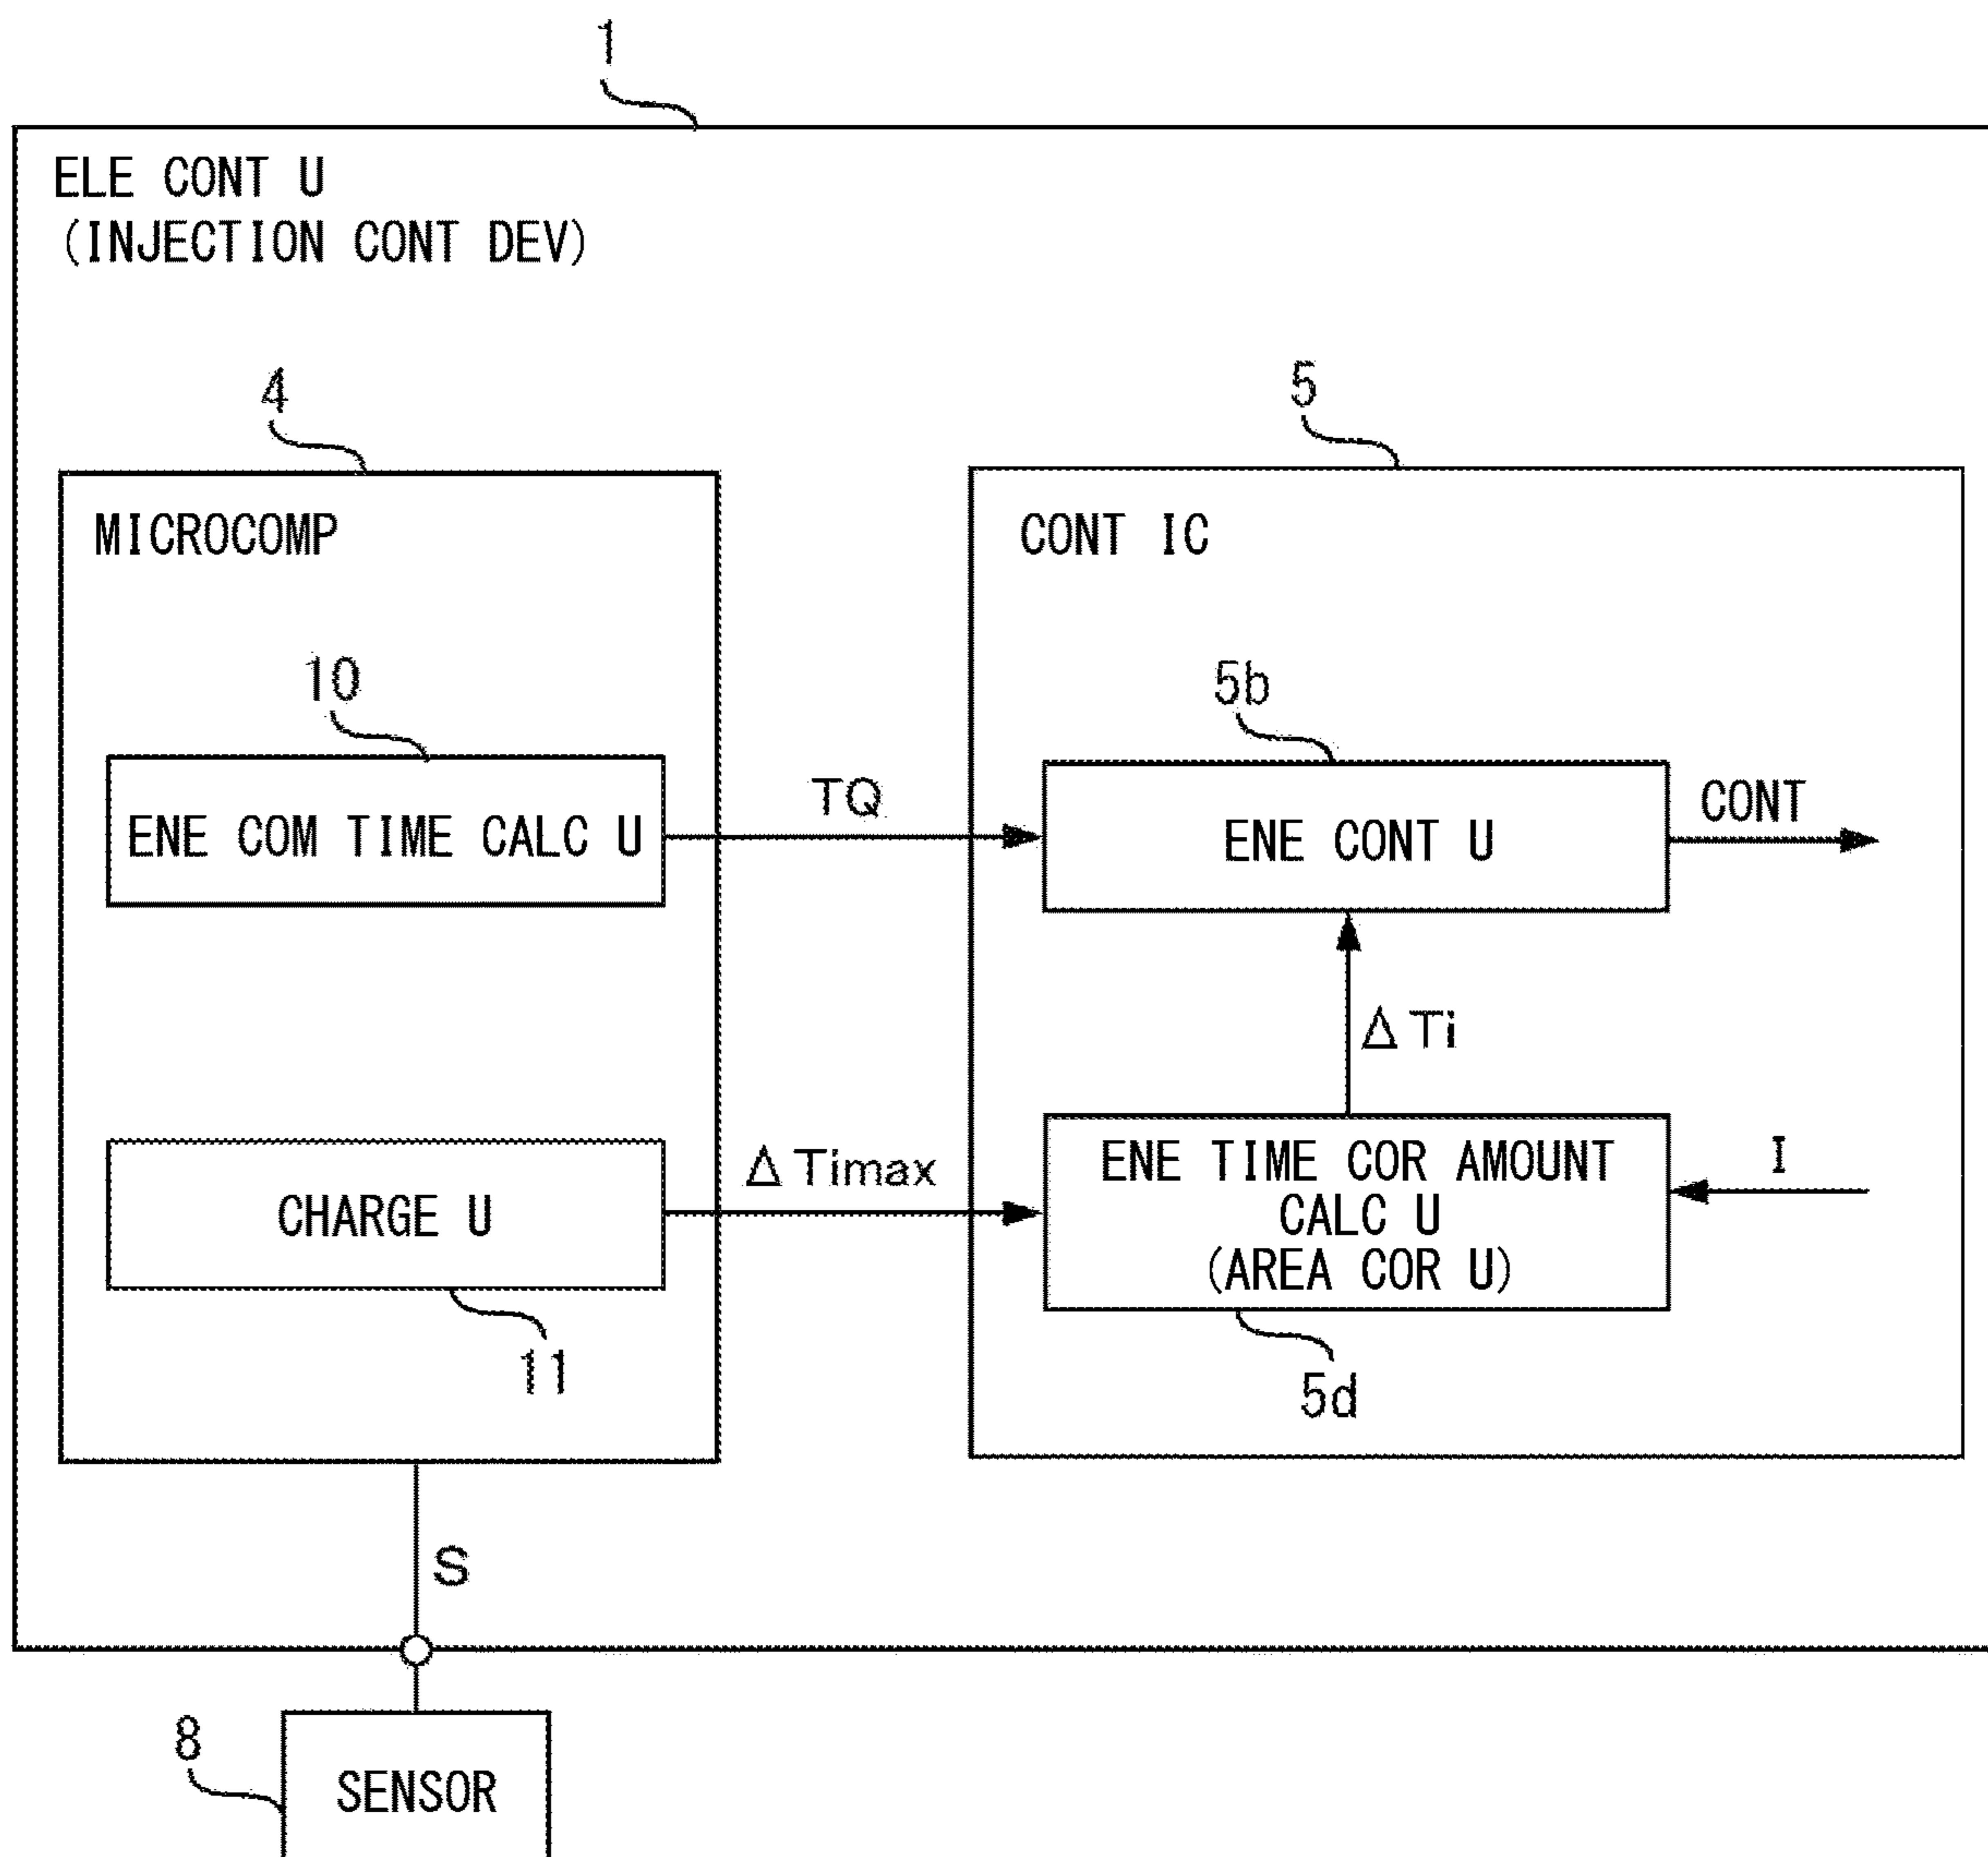 1
ELE CONT U
(INJECTION CONT DEV)
4
5
MICROCOMP
CONT IC
10
5b
ENE COM TIME CALC U
TQ
ENE CONT U
CONT
ΔTi
CHARGE U
ΔTimax
ENE TIME COR AMOUNT
CALC U
(AREA COR U)
I
11
5d
S
8
SENSOR